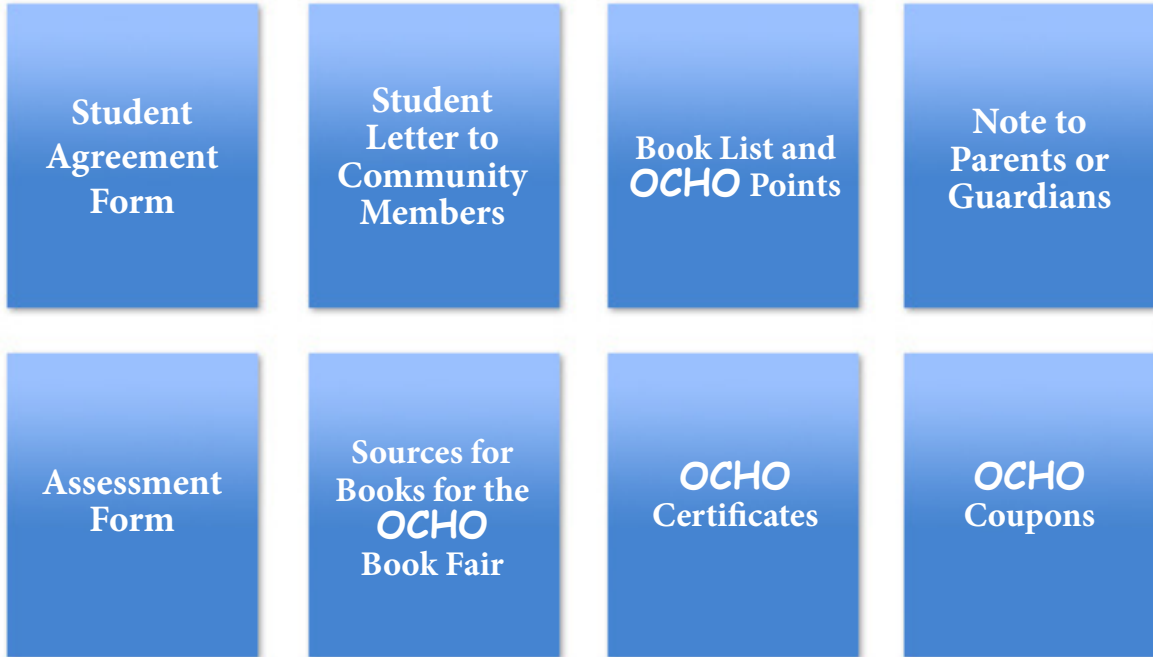 Student
Agreement
Form
Student
Letter to
Community
Members
Book List and
OCHO Points
Note to
Parents or
Guardians
Assessment
Form
Sources for
Books for the
OCHO
Book Fair
OCHO
Certificates
OCHO
Coupons